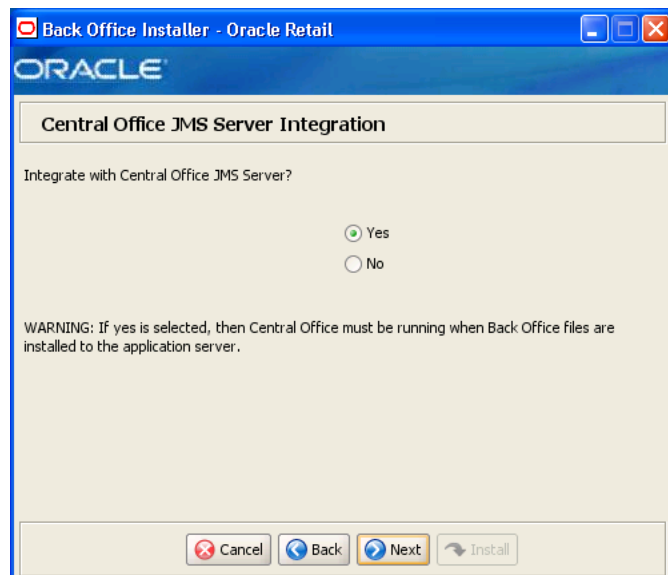 Back Office Installer - Oracle Retail
ORACLE
Central Office JMS Server Integration
Integrate with Central Office JMS Server?
Yes
No
WARNING: If yes is selected, then Central Office must be running when Back Office files are
installed to the application server.
Cancel Back Next Install